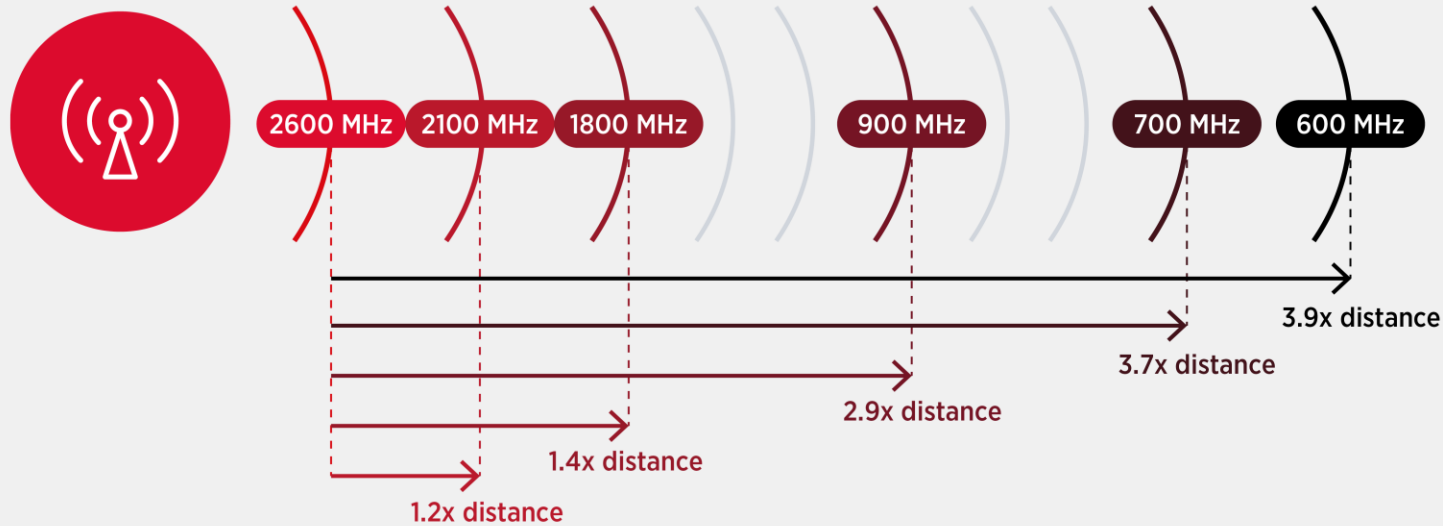 2600 MHz
2100 MHz
1800 MHz
900 MHz
700 MHz
600 MHz
3.9x distance
3.7x distance
2.9x distance
1.4x distance
1.2x distance